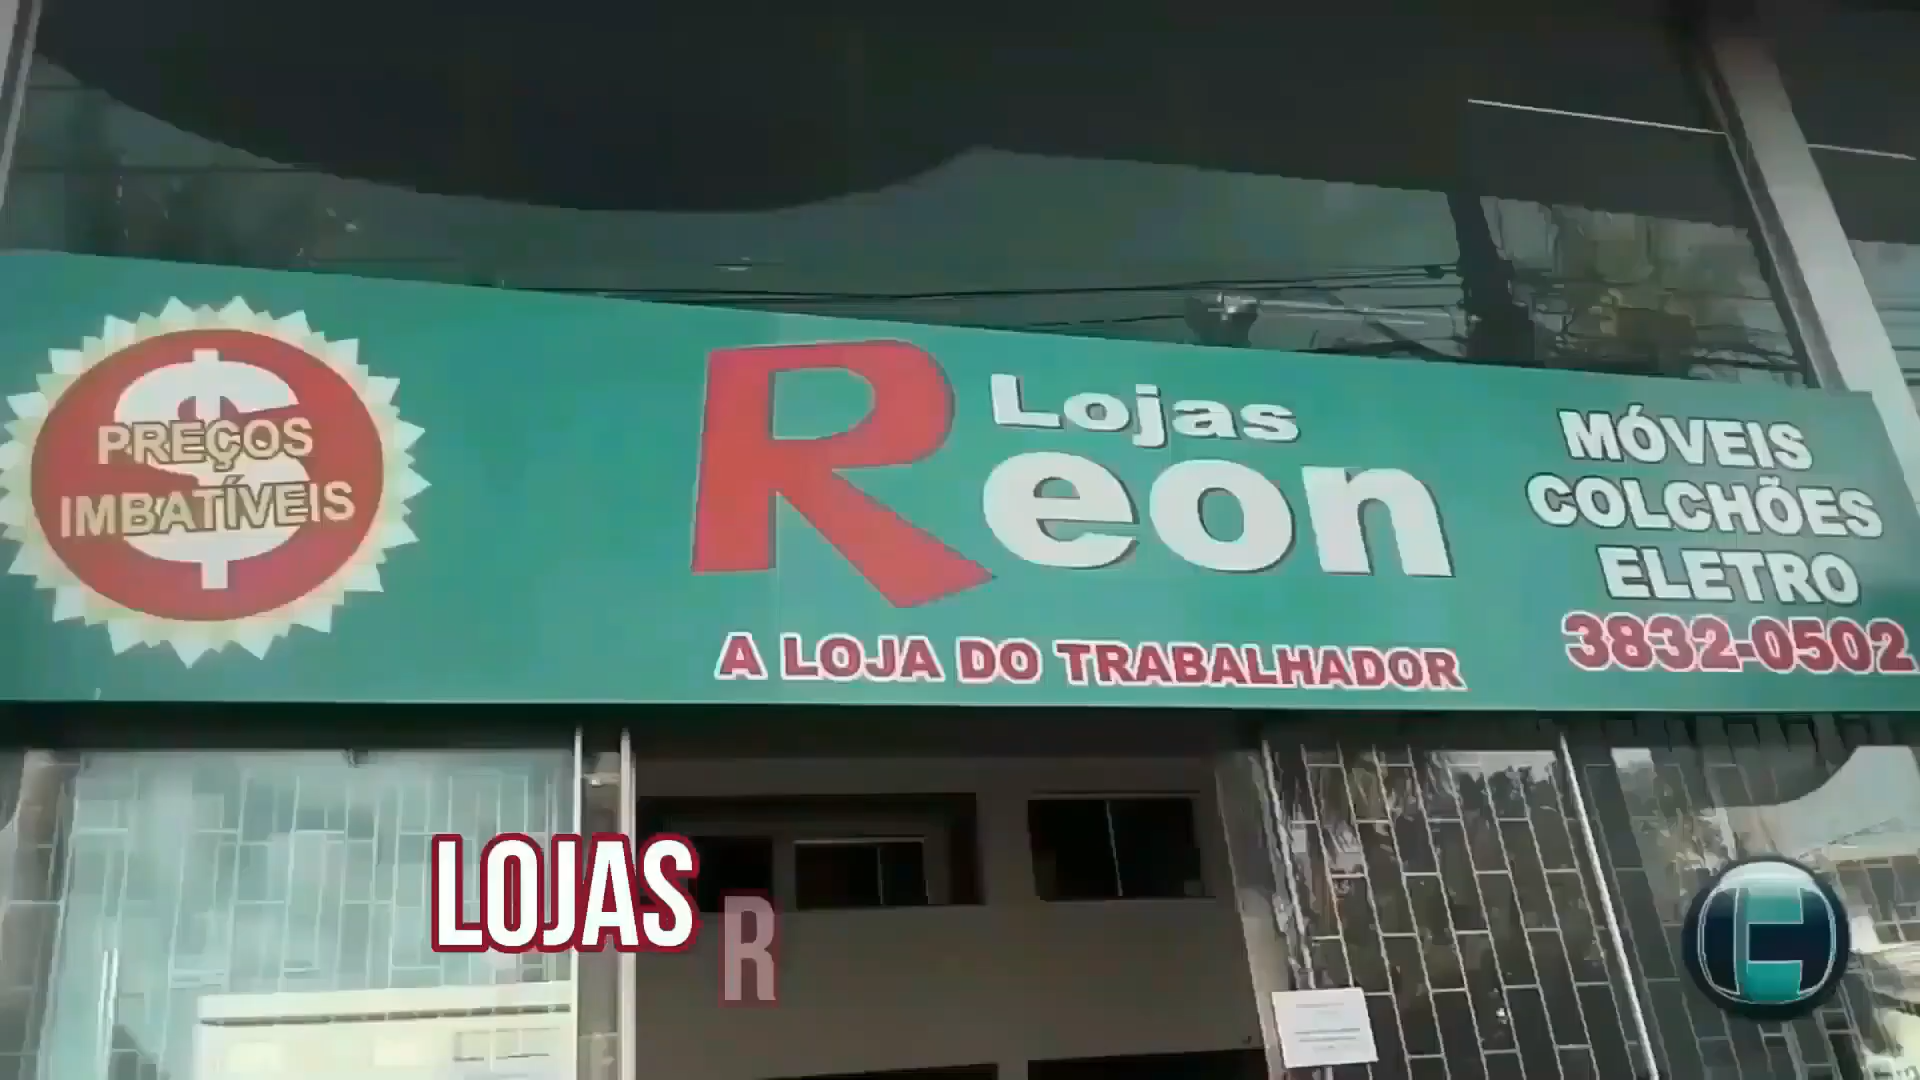 PREÇOS
IMBATÍVEIS
Lojas
Reon
A LOJA DO TRABALHADOR
MÓVEIS
COLCHÕES
ELETRO
3832-0502
LOJAS R